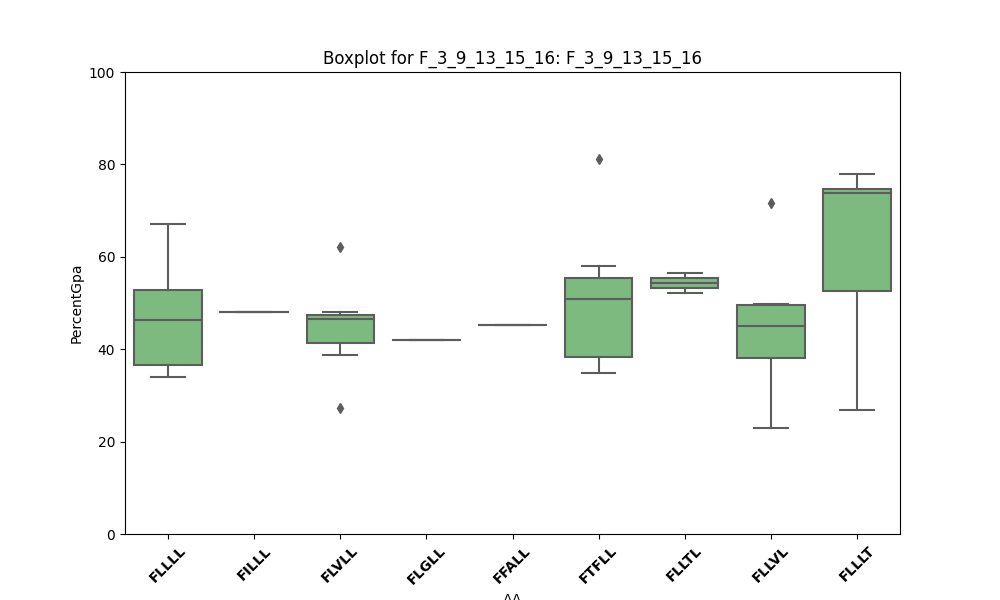 Boxplot for F_3_9_13_15_16: F_3_9_13_15_16
100
80
60
40
20
0
PercentGpa
FLLLL
FILLL
FLVLL
FLGLL
FFALL
FTFLL
FLLTL
FLLVL
FLLLT
AA